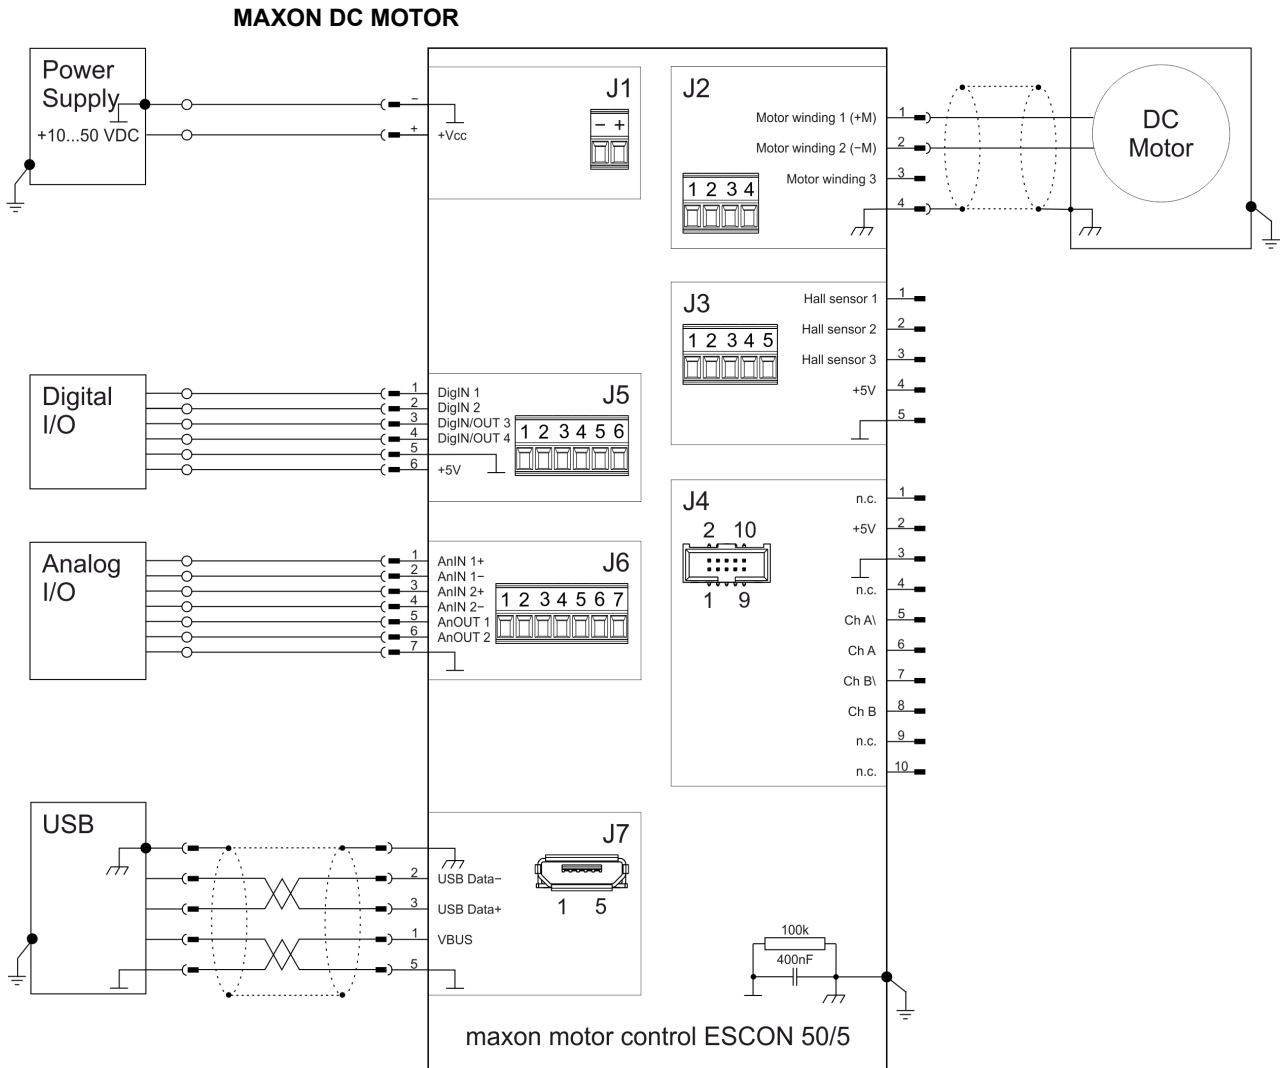 MAXON DC MOTOR
Power
Supply
+10...50 VDC
−
+
+Vcc
J1
− +
J2
Motor winding 1 (+M)
Motor winding 2 (−M)
Motor winding 3
1 2 3 4
1
2
3
4
DC
Motor
J3
1 2 3 4 5
Hall sensor 1
Hall sensor 2
Hall sensor 3
+5V
1
2
3
4
5
Digital
I/O
1
2
3
4
5
6
DigIN 1
DigIN 2
DigIN/OUT 3
DigIN/OUT 4
+5V
J5
1 2 3 4 5 6
J4
2 10
1 9
n.c.
+5V
n.c.
Ch A\
Ch A
Ch B\
Ch B
n.c.
n.c.
1
2
3
4
5
6
7
8
9
10
Analog
I/O
1
2
3
4
5
6
7
AnIN 1+
AnIN 1−
AnIN 2+
AnIN 2−
AnOUT 1
AnOUT 2
J6
1 2 3 4 5 6 7
USB
2
3
1
5
USB Data−
USB Data+
VBUS
J7
1 5
100k
400nF
maxon motor control ESCON 50/5